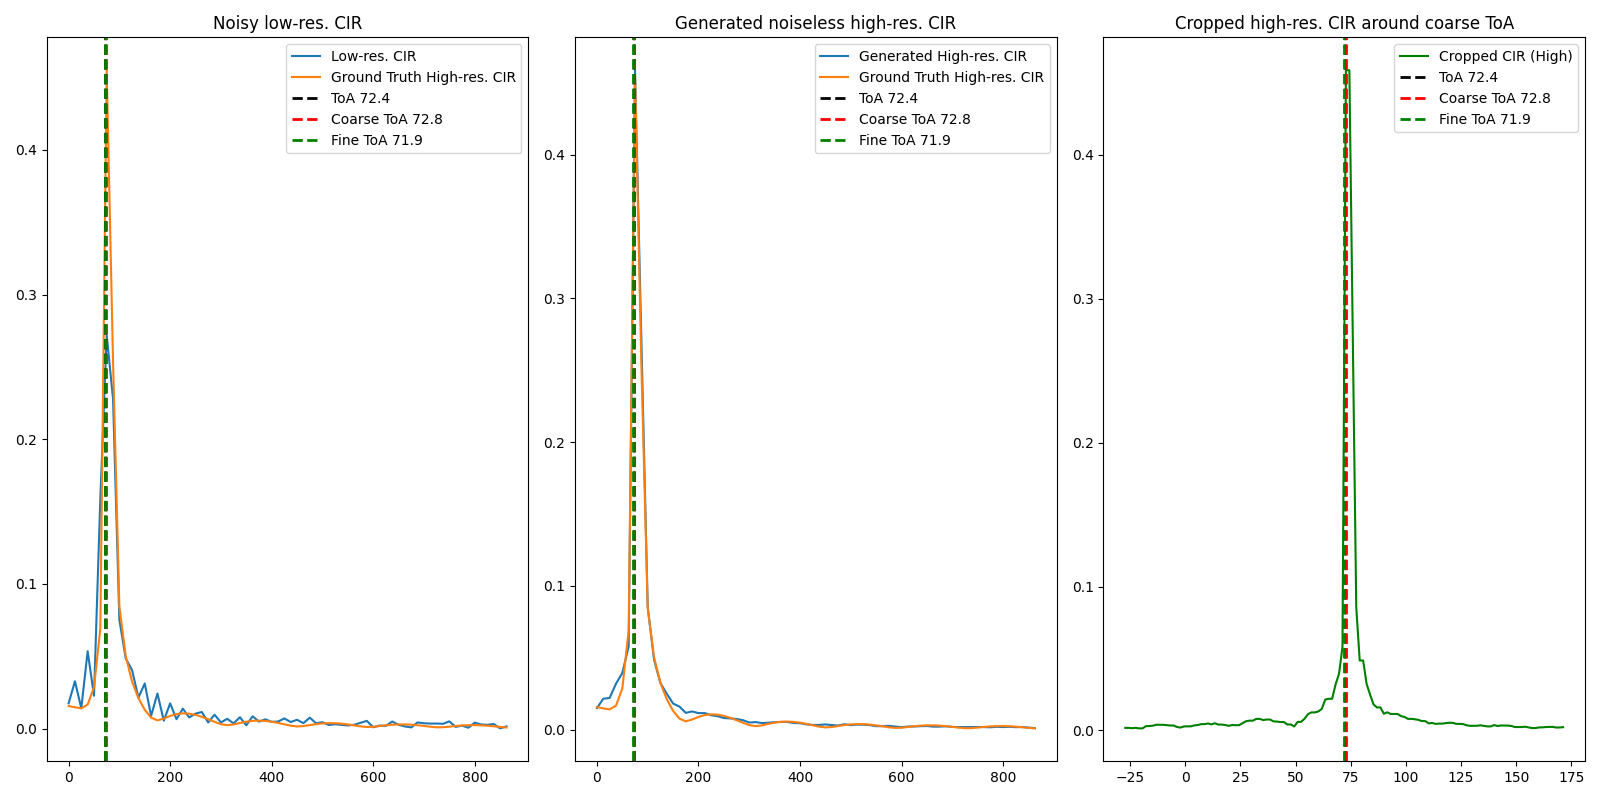 Noisy low-res. CIR
Low-res. CIR
Ground Truth High-res. CIR
ToA 72.4
Coarse ToA 72.8
Fine ToA 71.9
0.4
0.3
0.2
0.1
0.0
0 200 400 600 800
Generated noiseless high-res. CIR
Generated High-res. CIR
Ground Truth High-res. CIR
ToA 72.4
Coarse ToA 72.8
Fine ToA 71.9
0.4
0.3
0.2
0.1
0.0
0 200 400 600 800
Cropped high-res. CIR around coarse ToA
Cropped CIR (High)
ToA 72.4
Coarse ToA 72.8
Fine ToA 71.9
0.4
0.3
0.2
0.1
0.0
−25 0 25 50 75 100 125 150 175